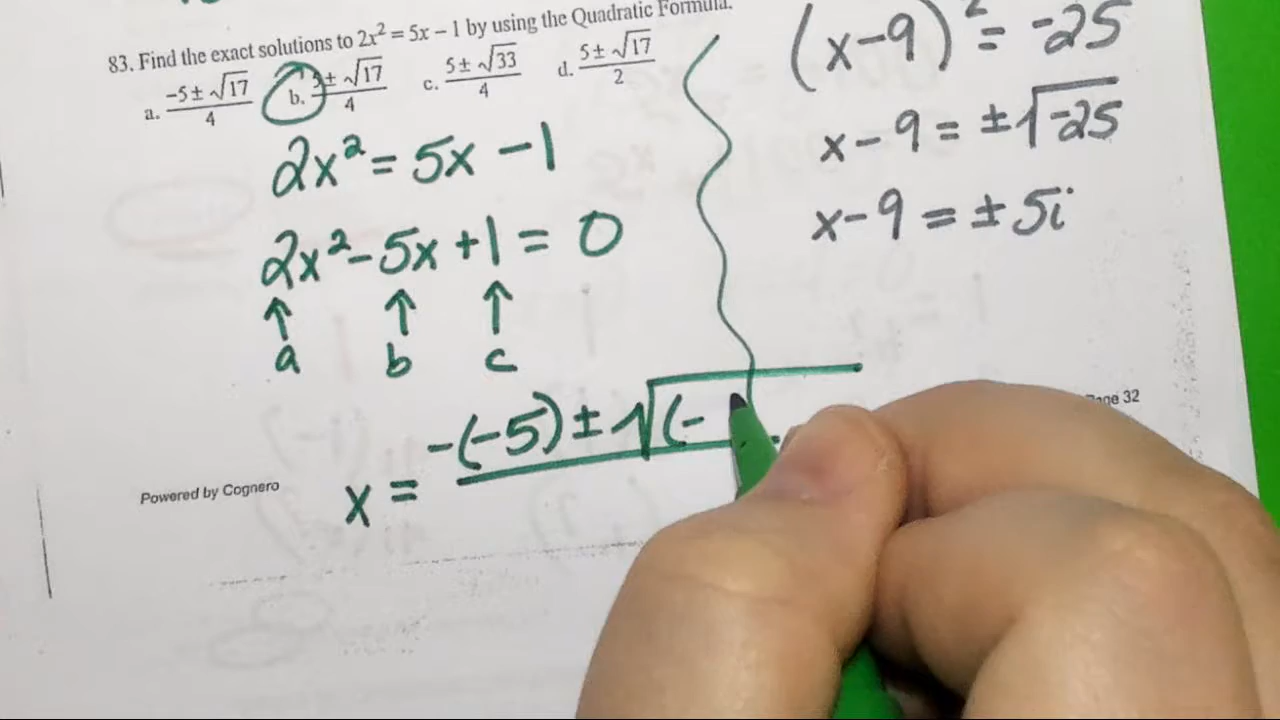 83. Find the exact solutions to 2x² = 5x − 1 by using the Quadratic Formula.
a. (-5 ± √17)/4 b. (5 ± √17)/4 c. (5 ± √33)/4 d. (5 ± √17)/2
2x² = 5x − 1
2x² − 5x + 1 = 0
↑ ↑ ↑
a b c
x = −(−5) ± √(−
Powered by Cognero
(x−9)² = −25
x − 9 = ± √−25
x − 9 = ± 5i
32